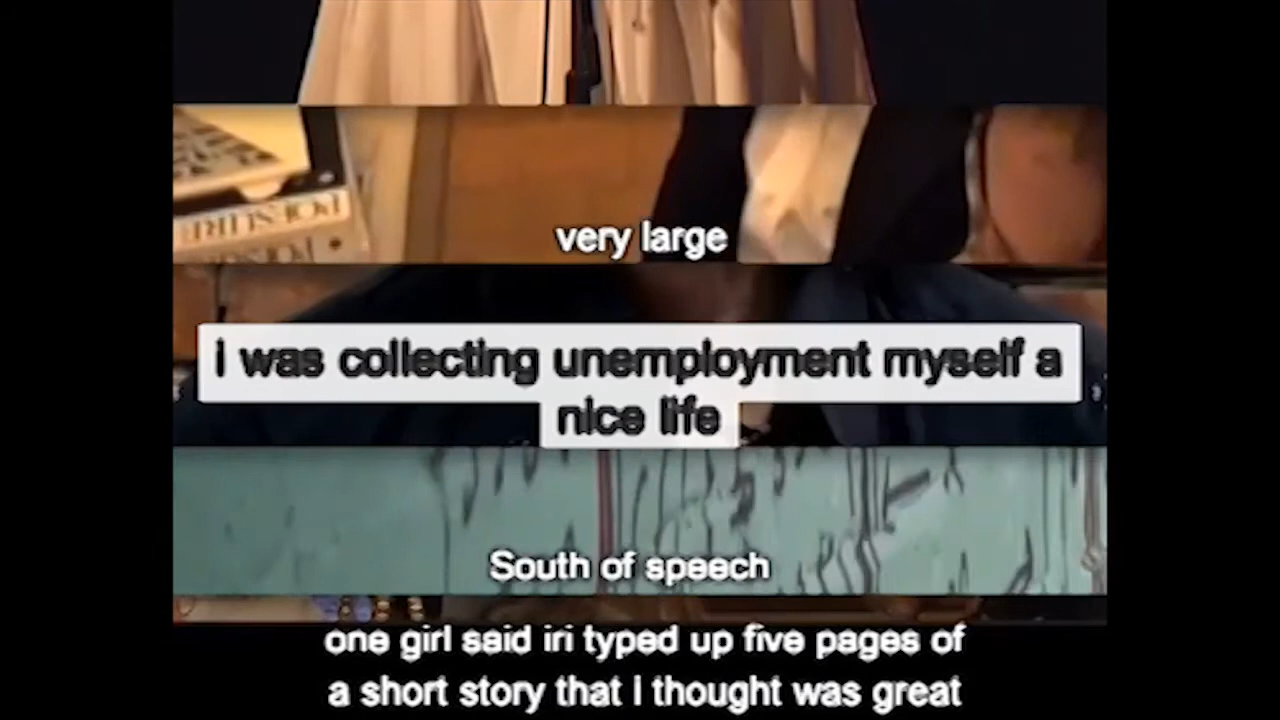 very large
I was collecting unemployment myself a
nice life
South of speech
one girl said iri typed up five pages of
a short story that I thought was great